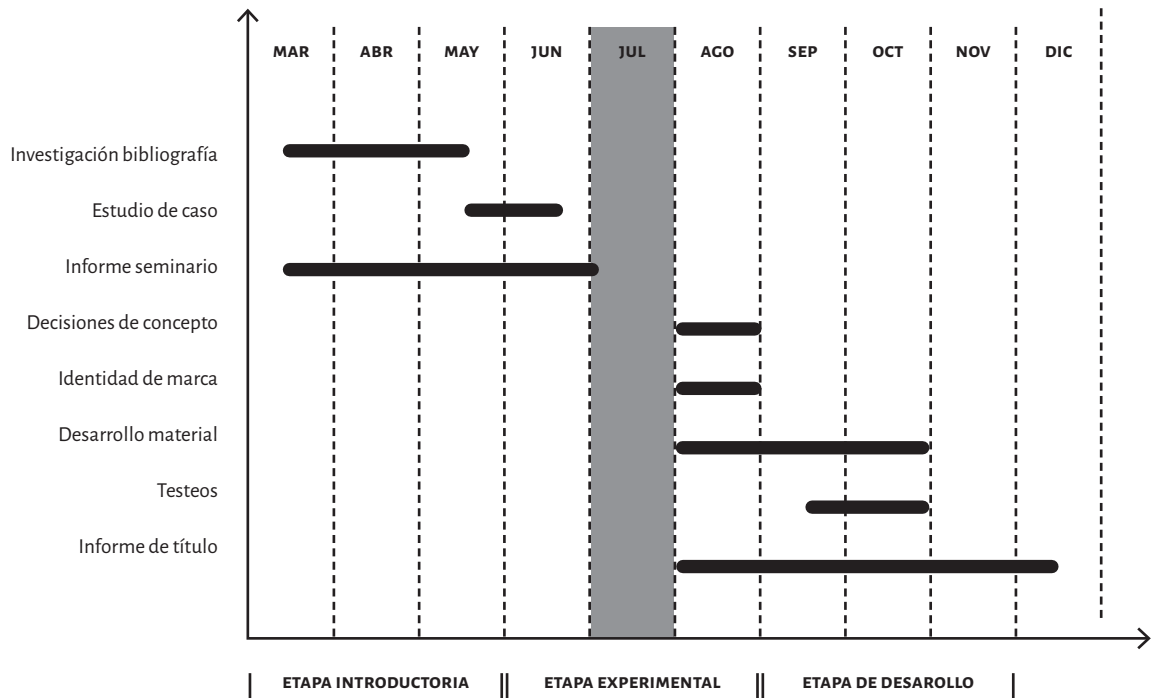 MAR ABR MAY JUN JUL AGO SEP OCT NOV DIC
Investigación bibliografía
Estudio de caso
Informe seminario
Decisiones de concepto
Identidad de marca
Desarrollo material
Testeos
Informe de título
ETAPA INTRODUCTORIA ETAPA EXPERIMENTAL ETAPA DE DESAROLLO